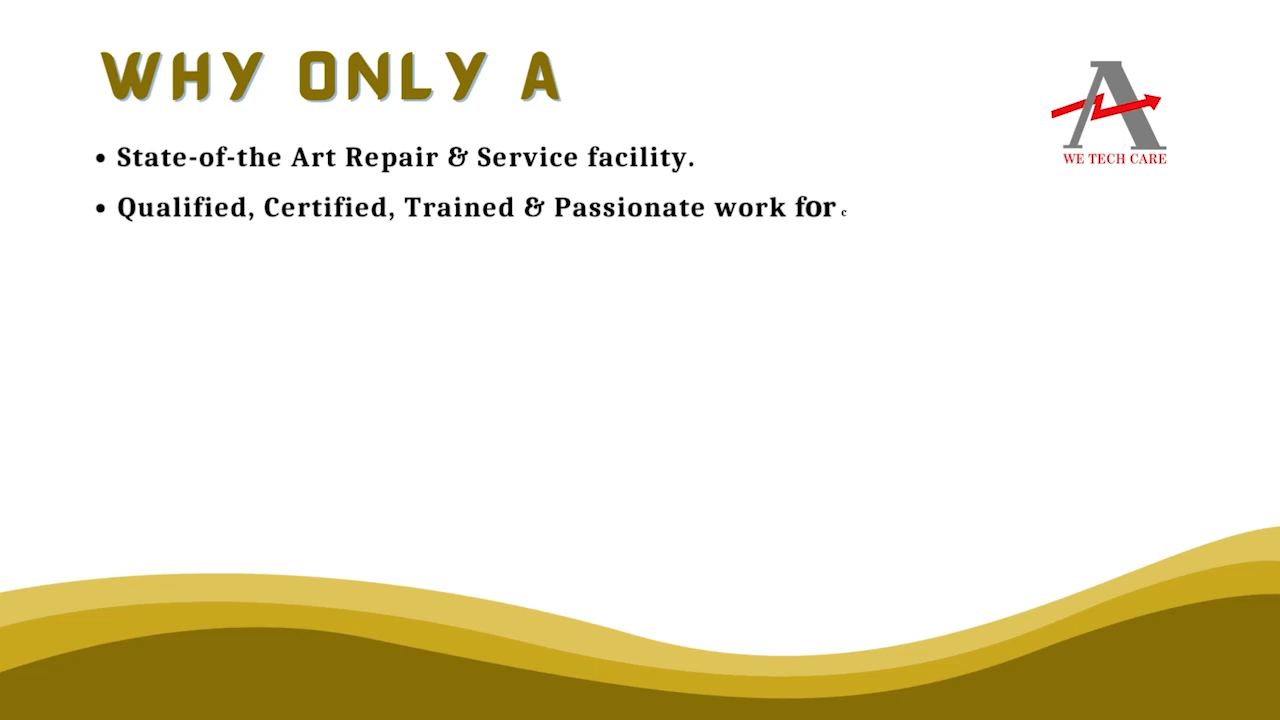 WHY ONLY A
• State-of-the Art Repair & Service facility.
• Qualified, Certified, Trained & Passionate work for c
A
WE TECH CARE